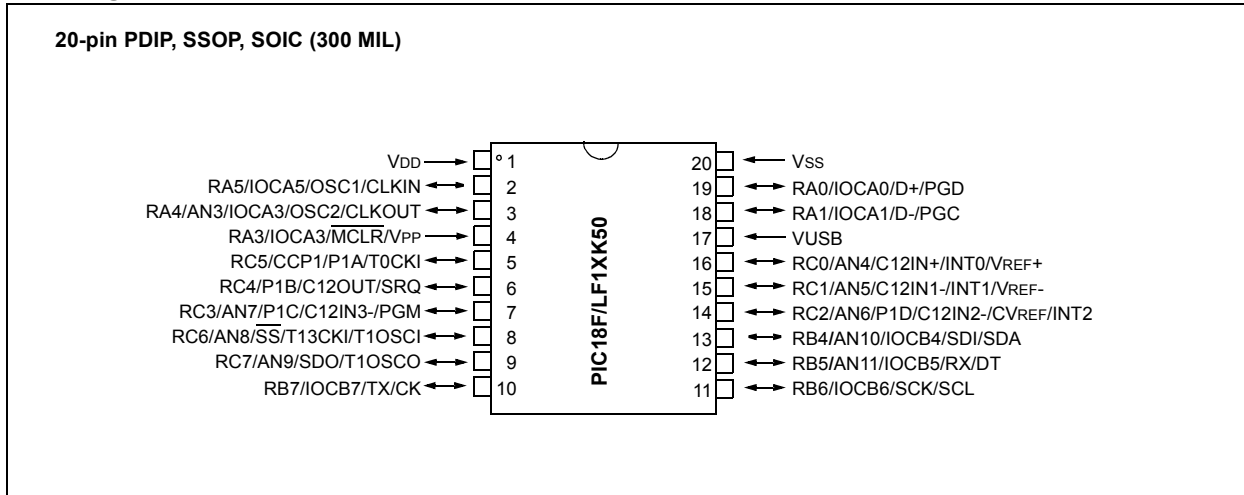 20-pin PDIP, SSOP, SOIC (300 MIL)
VDD 1
RA5/IOCA5/OSC1/CLKIN 2
RA4/AN3/IOCA3/OSC2/CLKOUT 3
RA3/IOCA3/MCLR/VPP 4
RC5/CCP1/P1A/T0CKI 5
RC4/P1B/C12OUT/SRQ 6
RC3/AN7/P1C/C12IN3-/PGM 7
RC6/AN8/SS/T13CKI/T1OSCI 8
RC7/AN9/SDO/T1OSCO 9
RB7/IOCB7/TX/CK 10
PIC18F/LF1XK50
20 VSS
19 RA0/IOCA0/D+/PGD
18 RA1/IOCA1/D-/PGC
17 VUSB
16 RC0/AN4/C12IN+/INT0/VREF+
15 RC1/AN5/C12IN1-/INT1/VREF-
14 RC2/AN6/P1D/C12IN2-/CVREF/INT2
13 RB4/AN10/IOCB4/SDI/SDA
12 RB5/AN11/IOCB5/RX/DT
11 RB6/IOCB6/SCK/SCL